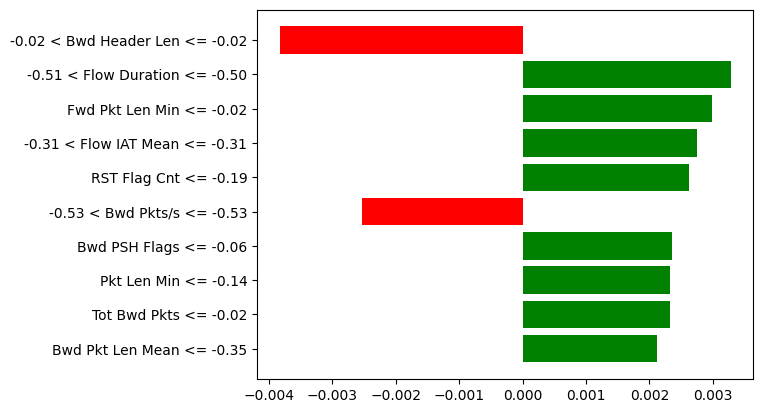 -0.02 < Bwd Header Len <= -0.02
-0.51 < Flow Duration <= -0.50
Fwd Pkt Len Min <= -0.02
-0.31 < Flow IAT Mean <= -0.31
RST Flag Cnt <= -0.19
-0.53 < Bwd Pkts/s <= -0.53
Bwd PSH Flags <= -0.06
Pkt Len Min <= -0.14
Tot Bwd Pkts <= -0.02
Bwd Pkt Len Mean <= -0.35
−0.004 −0.003 −0.002 −0.001 0.000 0.001 0.002 0.003